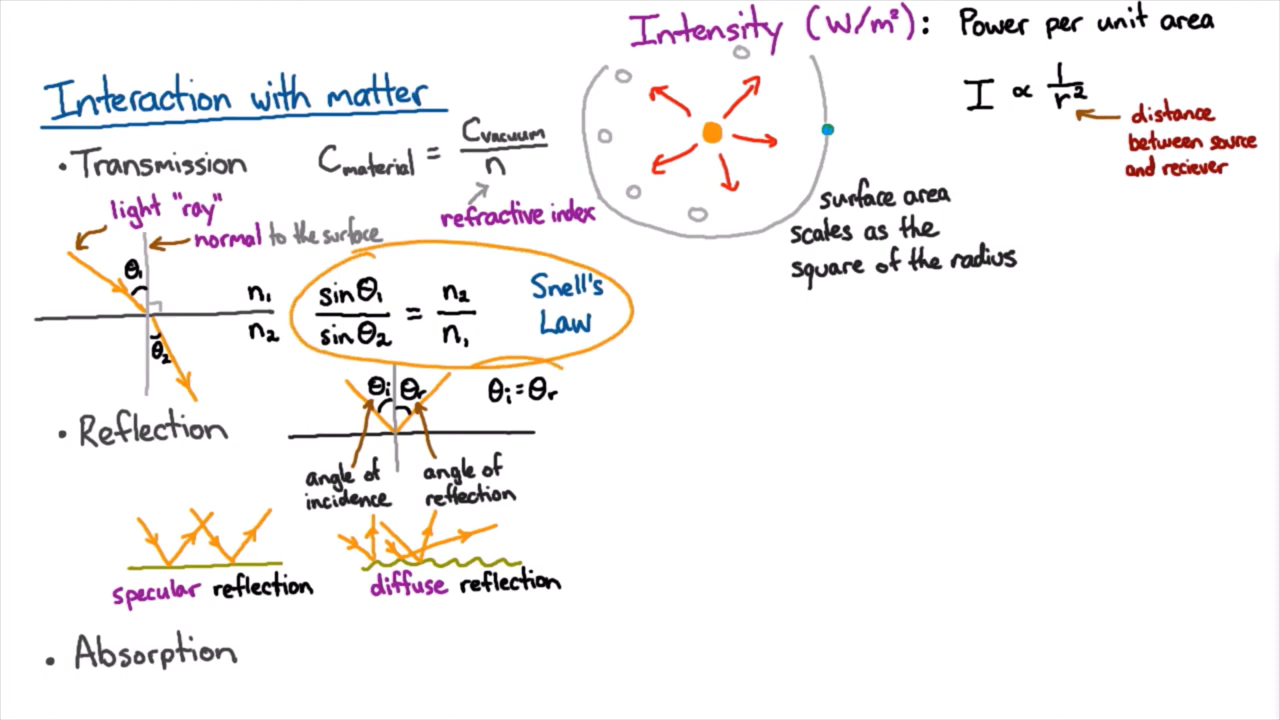 Interaction with matter
• Transmission
C material = C vacuum / n
refractive index
light "ray"
normal to the surface
θ₁
n₁
n₂
θ₂
sinθ₁ / sinθ₂ = n₂ / n₁
Snell's
Law
• Reflection
θi θr
θi = θr
angle of
incidence
angle of
reflection
specular reflection
diffuse reflection
• Absorption
Intensity (W/m²): Power per unit area
I ∝ 1/r²
distance
between source
and reciever
surface area
scales as the
square of the radius